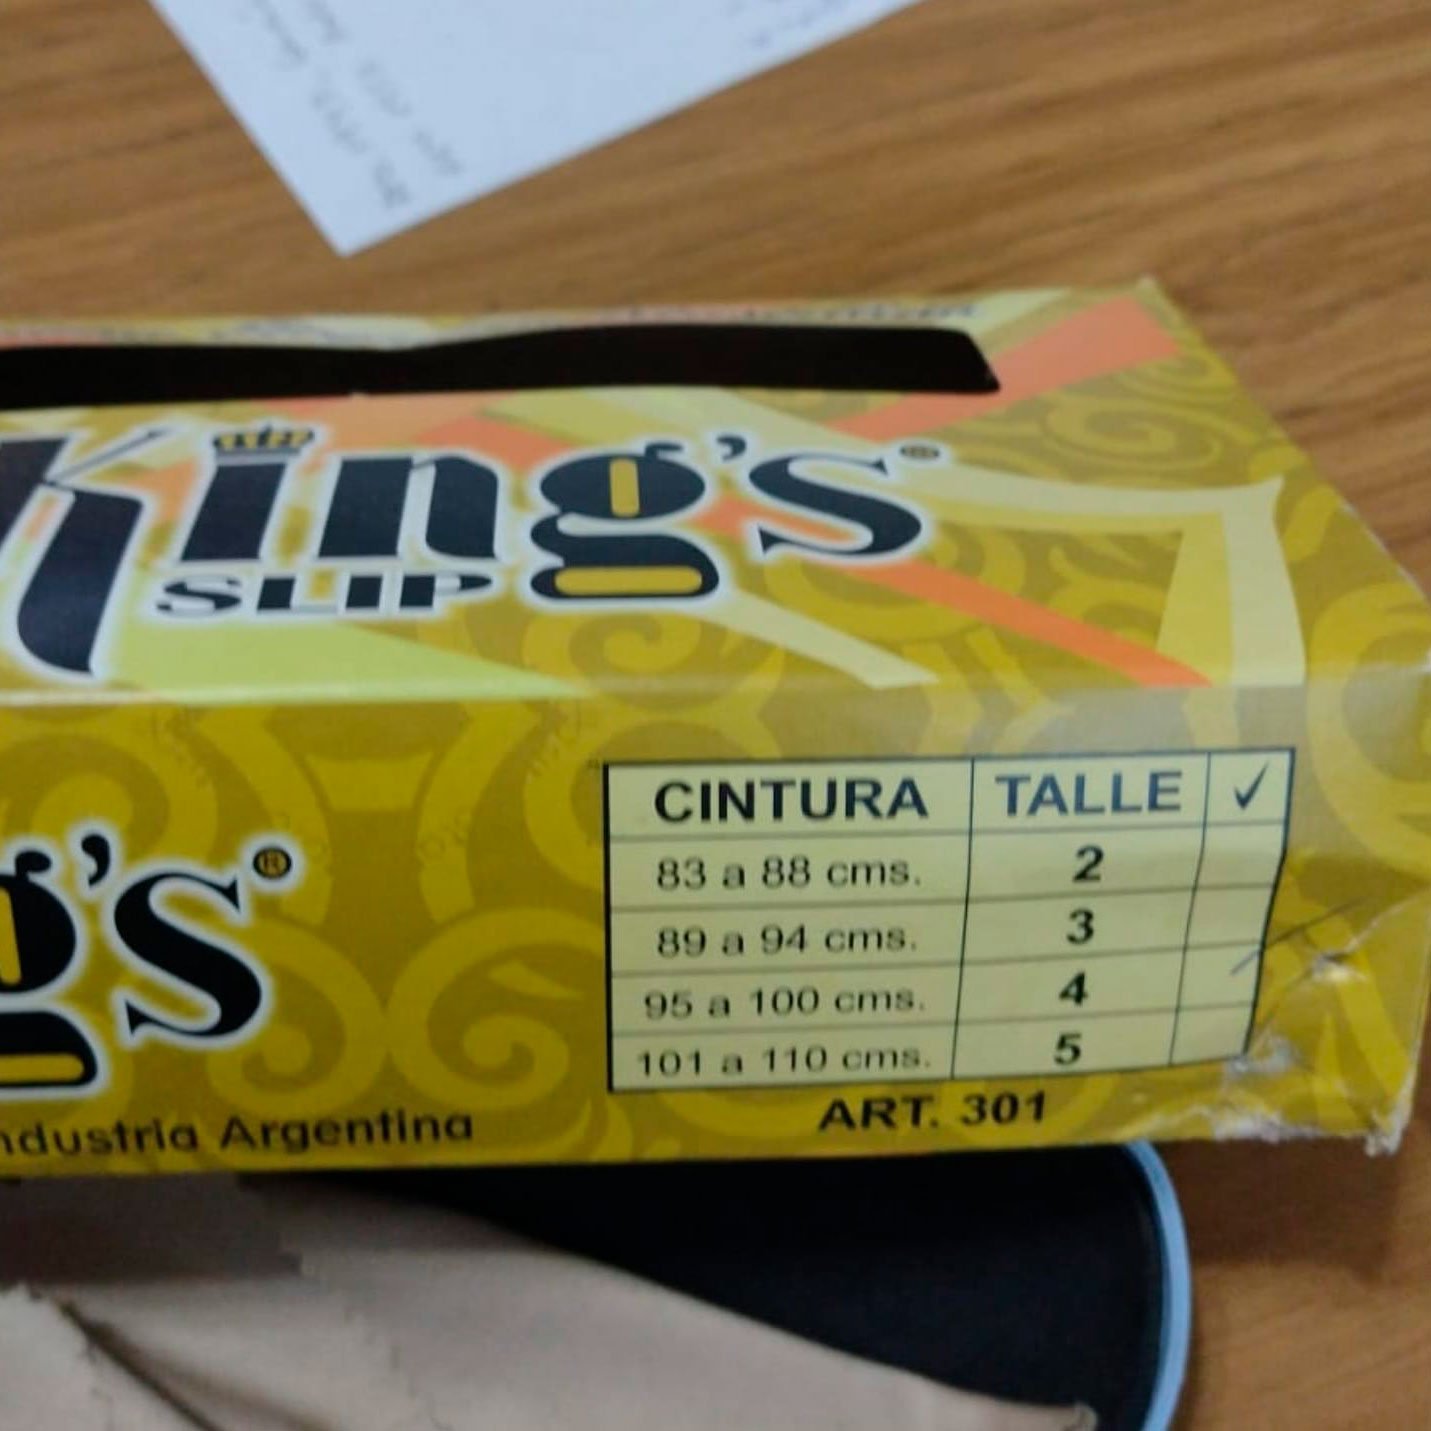 King's®
SLIP
g's®
ndustria Argentina
CINTURA TALLE ✓
83 a 88 cms. 2
89 a 94 cms. 3
95 a 100 cms. 4
101 a 110 cms. 5
ART. 301